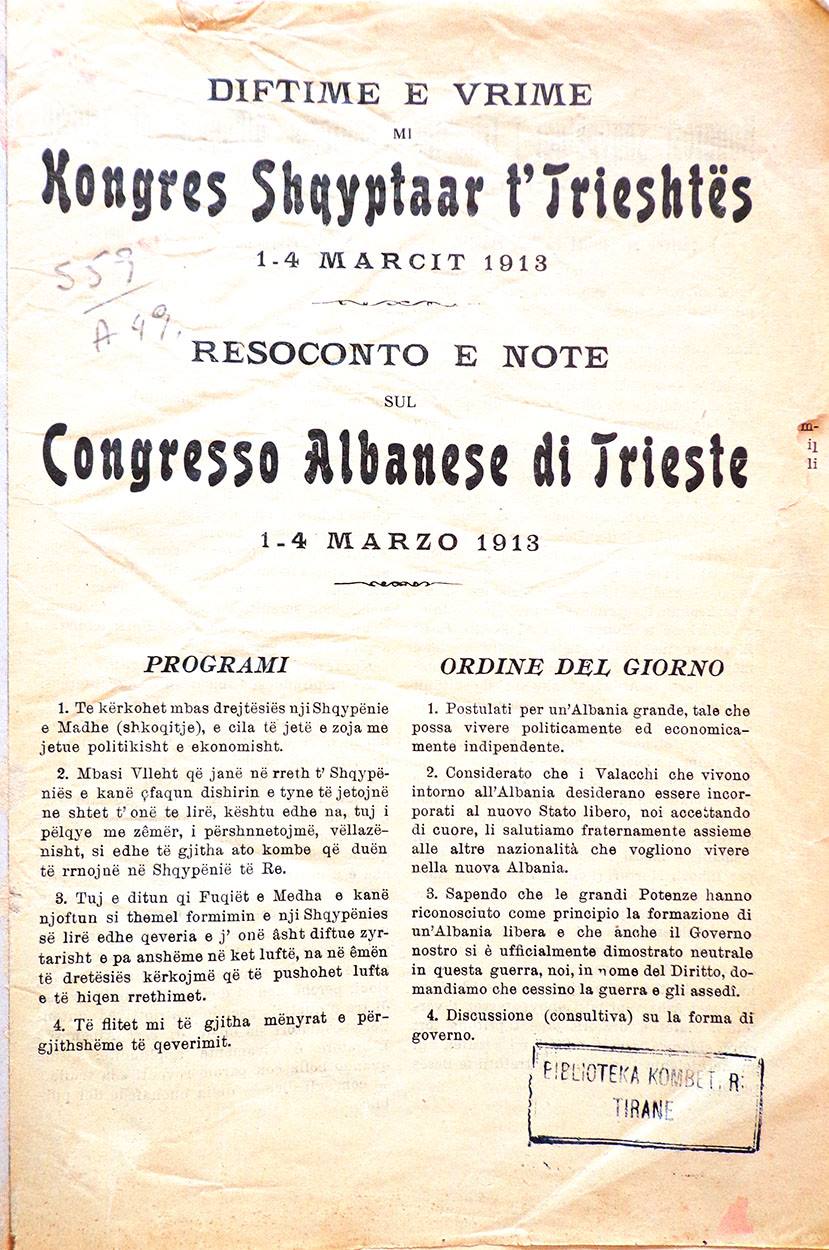 DIFTIME E VRIME
MI
Kongres Shqyptaar t'Trieshtës
1-4 MARCIT 1913
559
A 49.
RESOCONTO E NOTE
SUL
Congresso Albanese di Trieste
1-4 MARZO 1913
PROGRAMI
1. Te kërkohet mbas drejtësiës nji Shqypënie
e Madhe (shkoqitje), e cila të jetë e zoja me
jetue politikisht e ekonomisht.
2. Mbasi Vlleht që janë në rreth t' Shqypë-
niës e kanë çfaqun dishirin e tyne të jetojnë
ne shtet t' onë te lirë, kështu edhe na, tuj i
pëlqye me zêmër, i përshnnetojmë, vëllazë-
nisht, si edhe të gjitha ato kombe që duën
të rrnojnë në Shqypënië të Re.
3. Tuj e ditun qi Fuqiët e Medha e kanë
njoftun si themel formimin e nji Shqypënies
së lirë edhe qeveria e j' onë âsht diftue zyr-
tarisht e pa anshëme në ket luftë, na në êmën
të dretësiës kërkojmë që të pushohet lufta
e të hiqen rrethimet.
4. Të flitet mi të gjitha mënyrat e për-
gjithshëme të qeverimit.
ORDINE DEL GIORNO
1. Postulati per un'Albania grande, tale che
possa vivere politicamente ed economica-
mente indipendente.
2. Considerato che i Valacchi che vivono
intorno all'Albania desiderano essere incor-
porati al nuovo Stato libero, noi accettando
di cuore, li salutiamo fraternamente assieme
alle altre nazionalità che vogliono vivere
nella nuova Albania.
3. Sapendo che le grandi Potenze hanno
riconosciuto come principio la formazione di
un'Albania libera e che anche il Governo
nostro si è ufficialmente dimostrato neutrale
in questa guerra, noi, in nome del Diritto, do-
mandiamo che cessino la guerra e gli assedî.
4. Discussione (consultiva) su la forma di
governo.
m-
il
li
BIBLIOTEKA KOMBET. R:
TIRANE